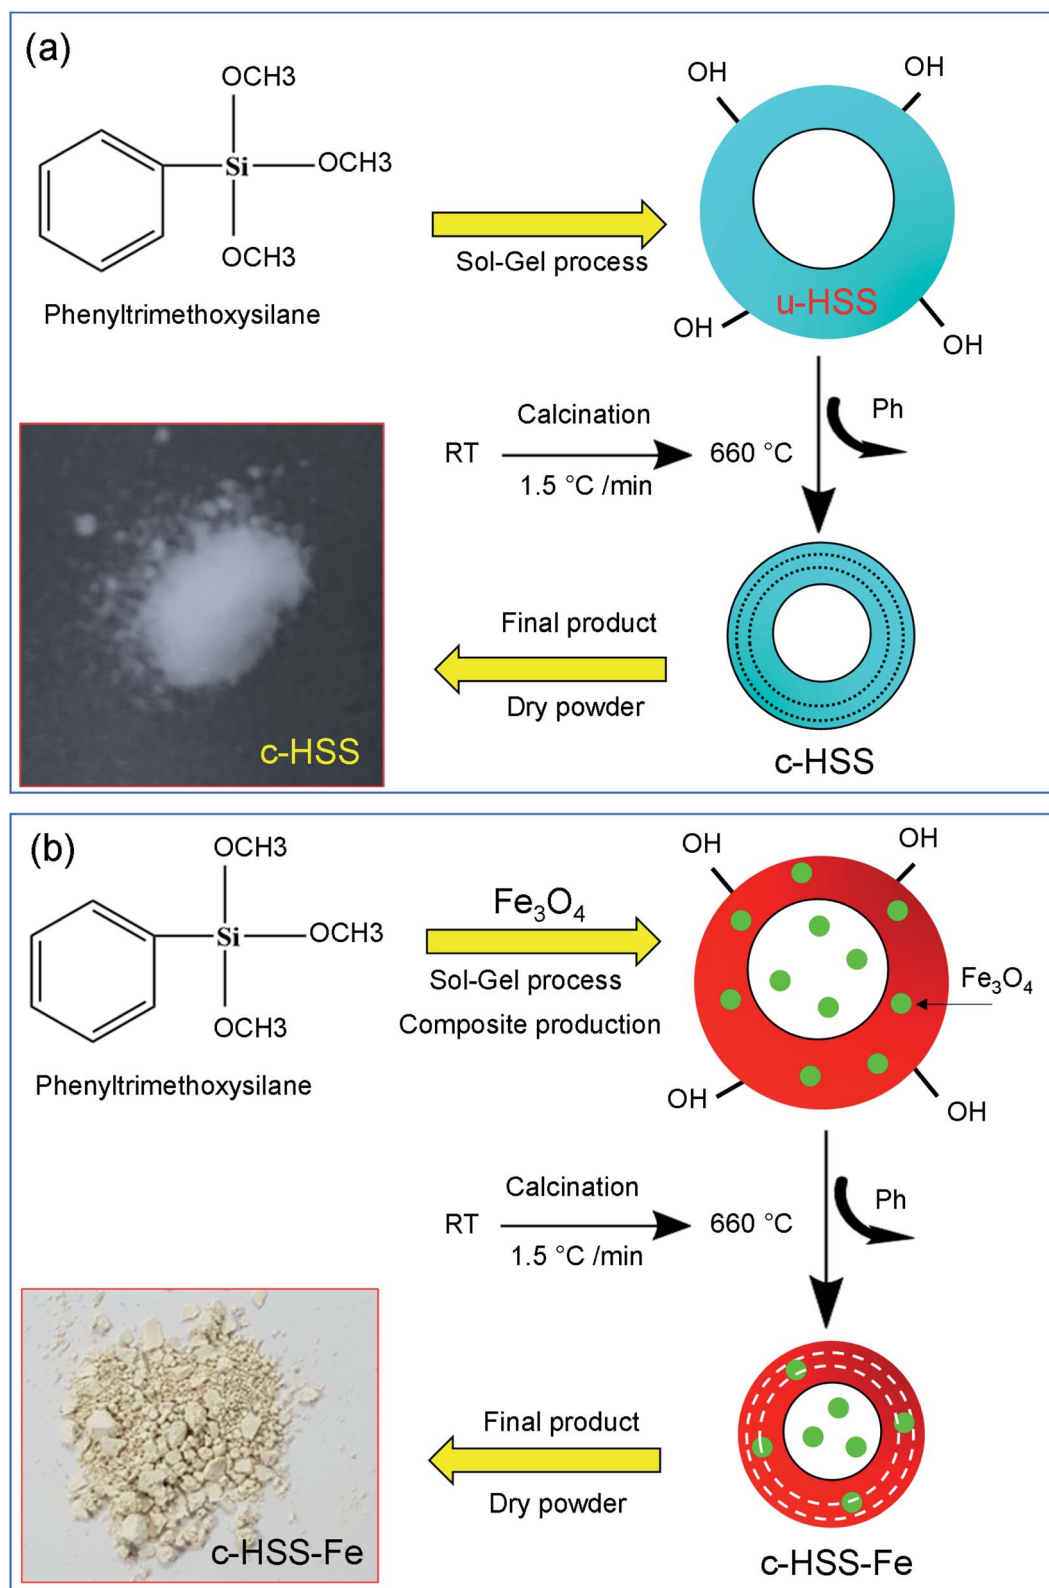 (a)
OCH3
Si
OCH3
OCH3
Phenyltrimethoxysilane
Sol-Gel process
OH
OH
u-HSS
OH
OH
Calcination
RT
660 °C
1.5 °C /min
Ph
Final product
Dry powder
c-HSS
c-HSS
(b)
OCH3
Si
OCH3
OCH3
Phenyltrimethoxysilane
Fe₃O₄
Sol-Gel process
Composite production
OH
OH
Fe₃O₄
OH
OH
Calcination
RT
660 °C
1.5 °C /min
Ph
Final product
Dry powder
c-HSS-Fe
c-HSS-Fe